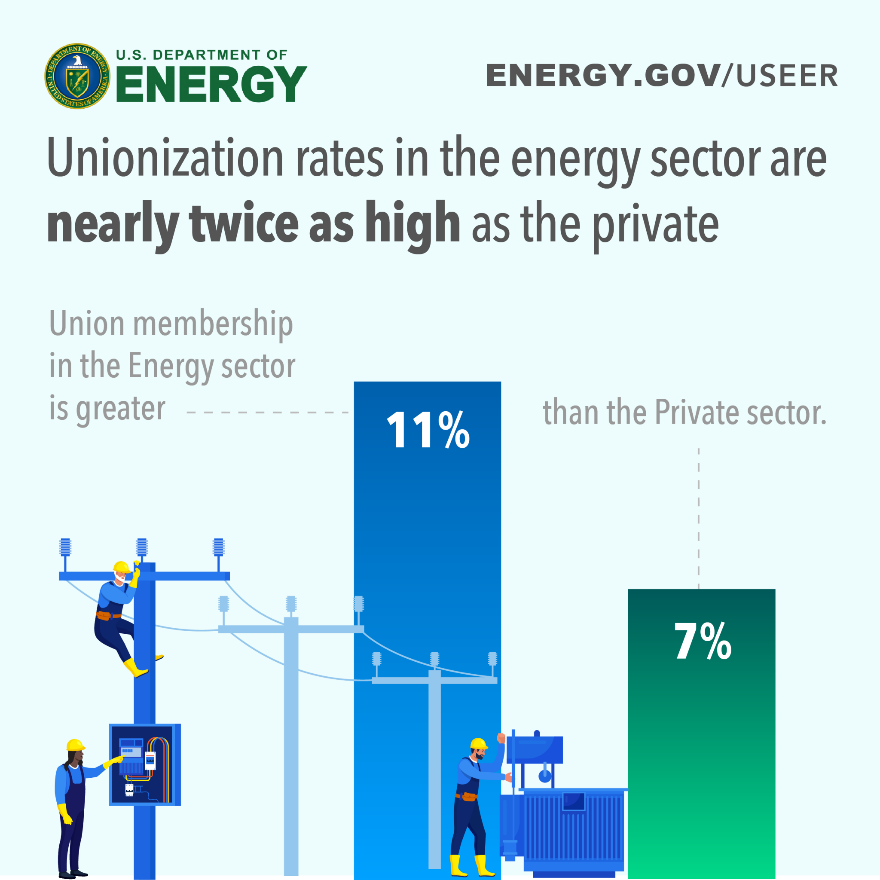 U.S. DEPARTMENT OF
ENERGY
ENERGY.GOV/USEER
Unionization rates in the energy sector are
nearly twice as high as the private
Union membership
in the Energy sector
is greater
11%
than the Private sector.
7%